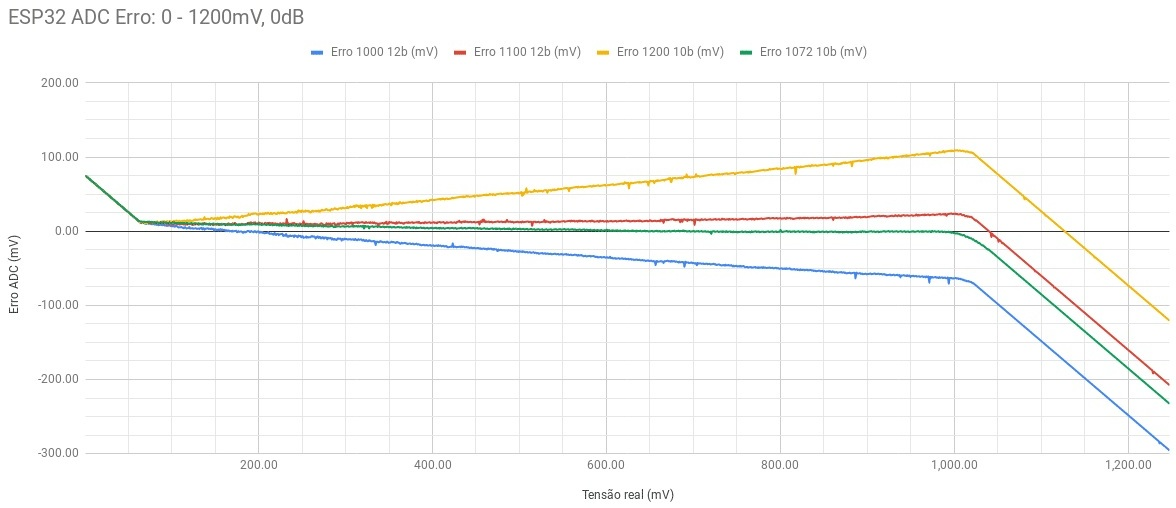 ESP32 ADC Erro: 0 - 1200mV, 0dB
Erro 1000 12b (mV) Erro 1100 12b (mV) Erro 1200 10b (mV) Erro 1072 10b (mV)
200.00
100.00
0.00
-100.00
-200.00
-300.00
Erro ADC (mV)
200.00 400.00 600.00 800.00 1,000.00 1,200.00
Tensão real (mV)